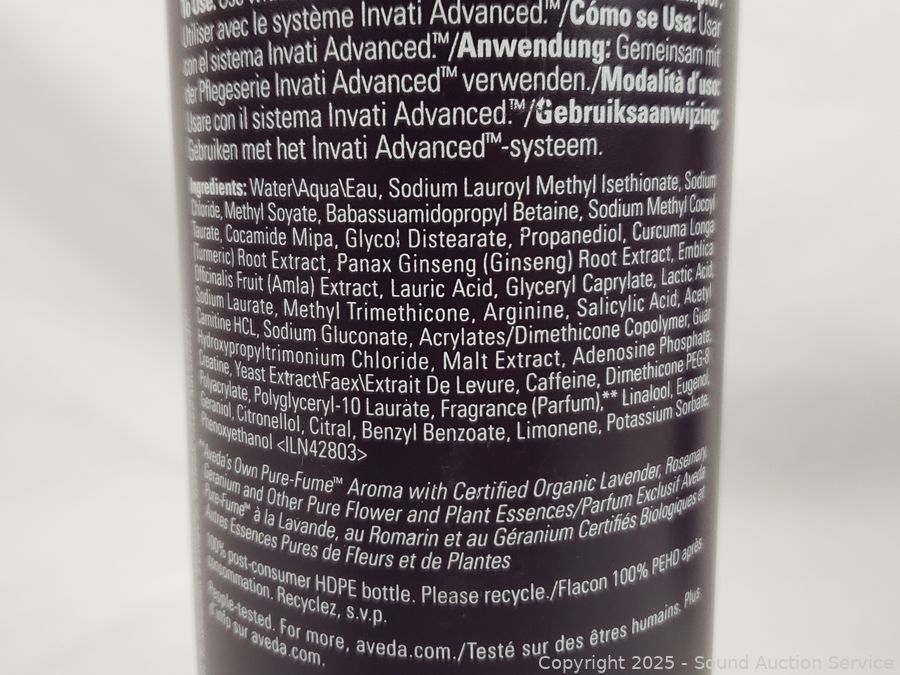 To Use:
Utiliser avec le système Invati Advanced.™/Cómo se Usa: Usar
con el sistema Invati Advanced.™/Anwendung: Gemeinsam mit
der Pflegeserie Invati Advanced™ verwenden./Modalità d'uso:
Usare con il sistema Invati Advanced.™/Gebruiksaanwijzing:
Gebruiken met het Invati Advanced™-systeem.
Ingredients: Water\Aqua\Eau, Sodium Lauroyl Methyl Isethionate, Sodium
Chloride, Methyl Soyate, Babassuamidopropyl Betaine, Sodium Methyl Cocoyl
Taurate, Cocamide Mipa, Glycol Distearate, Propanediol, Curcuma Longa
(Turmeric) Root Extract, Panax Ginseng (Ginseng) Root Extract, Emblica
Officinalis Fruit (Amla) Extract, Lauric Acid, Glyceryl Caprylate, Lactic Acid,
Sodium Laurate, Methyl Trimethicone, Arginine, Salicylic Acid, Acetyl
Carnitine HCL, Sodium Gluconate, Acrylates/Dimethicone Copolymer, Guar
Hydroxypropyltrimonium Chloride, Malt Extract, Adenosine Phosphate,
Creatine, Yeast Extract\Faex\Extrait De Levure, Caffeine, Dimethicone PEG-8
Polyacrylate, Polyglyceryl-10 Laurate, Fragrance (Parfum),** Linalool, Eugenol,
Geraniol, Citronellol, Citral, Benzyl Benzoate, Limonene, Potassium Sorbate,
Phenoxyethanol <ILN42803>
**Aveda's Own Pure-Fume™ Aroma with Certified Organic Lavender, Rosemary,
Geranium and Other Pure Flower and Plant Essences/Parfum Exclusif Aveda
Pure-Fume™ à la Lavande, au Romarin et au Géranium Certifiés Biologiques et
Autres Essences Pures de Fleurs et de Plantes
100% post-consumer HDPE bottle. Please recycle./Flacon 100% PEHD après
consommation. Recyclez, s.v.p.
People-tested. For more, aveda.com./Testé sur des êtres humains. Plus
d'info sur aveda.com.
Copyright 2025 - Sound Auction Service